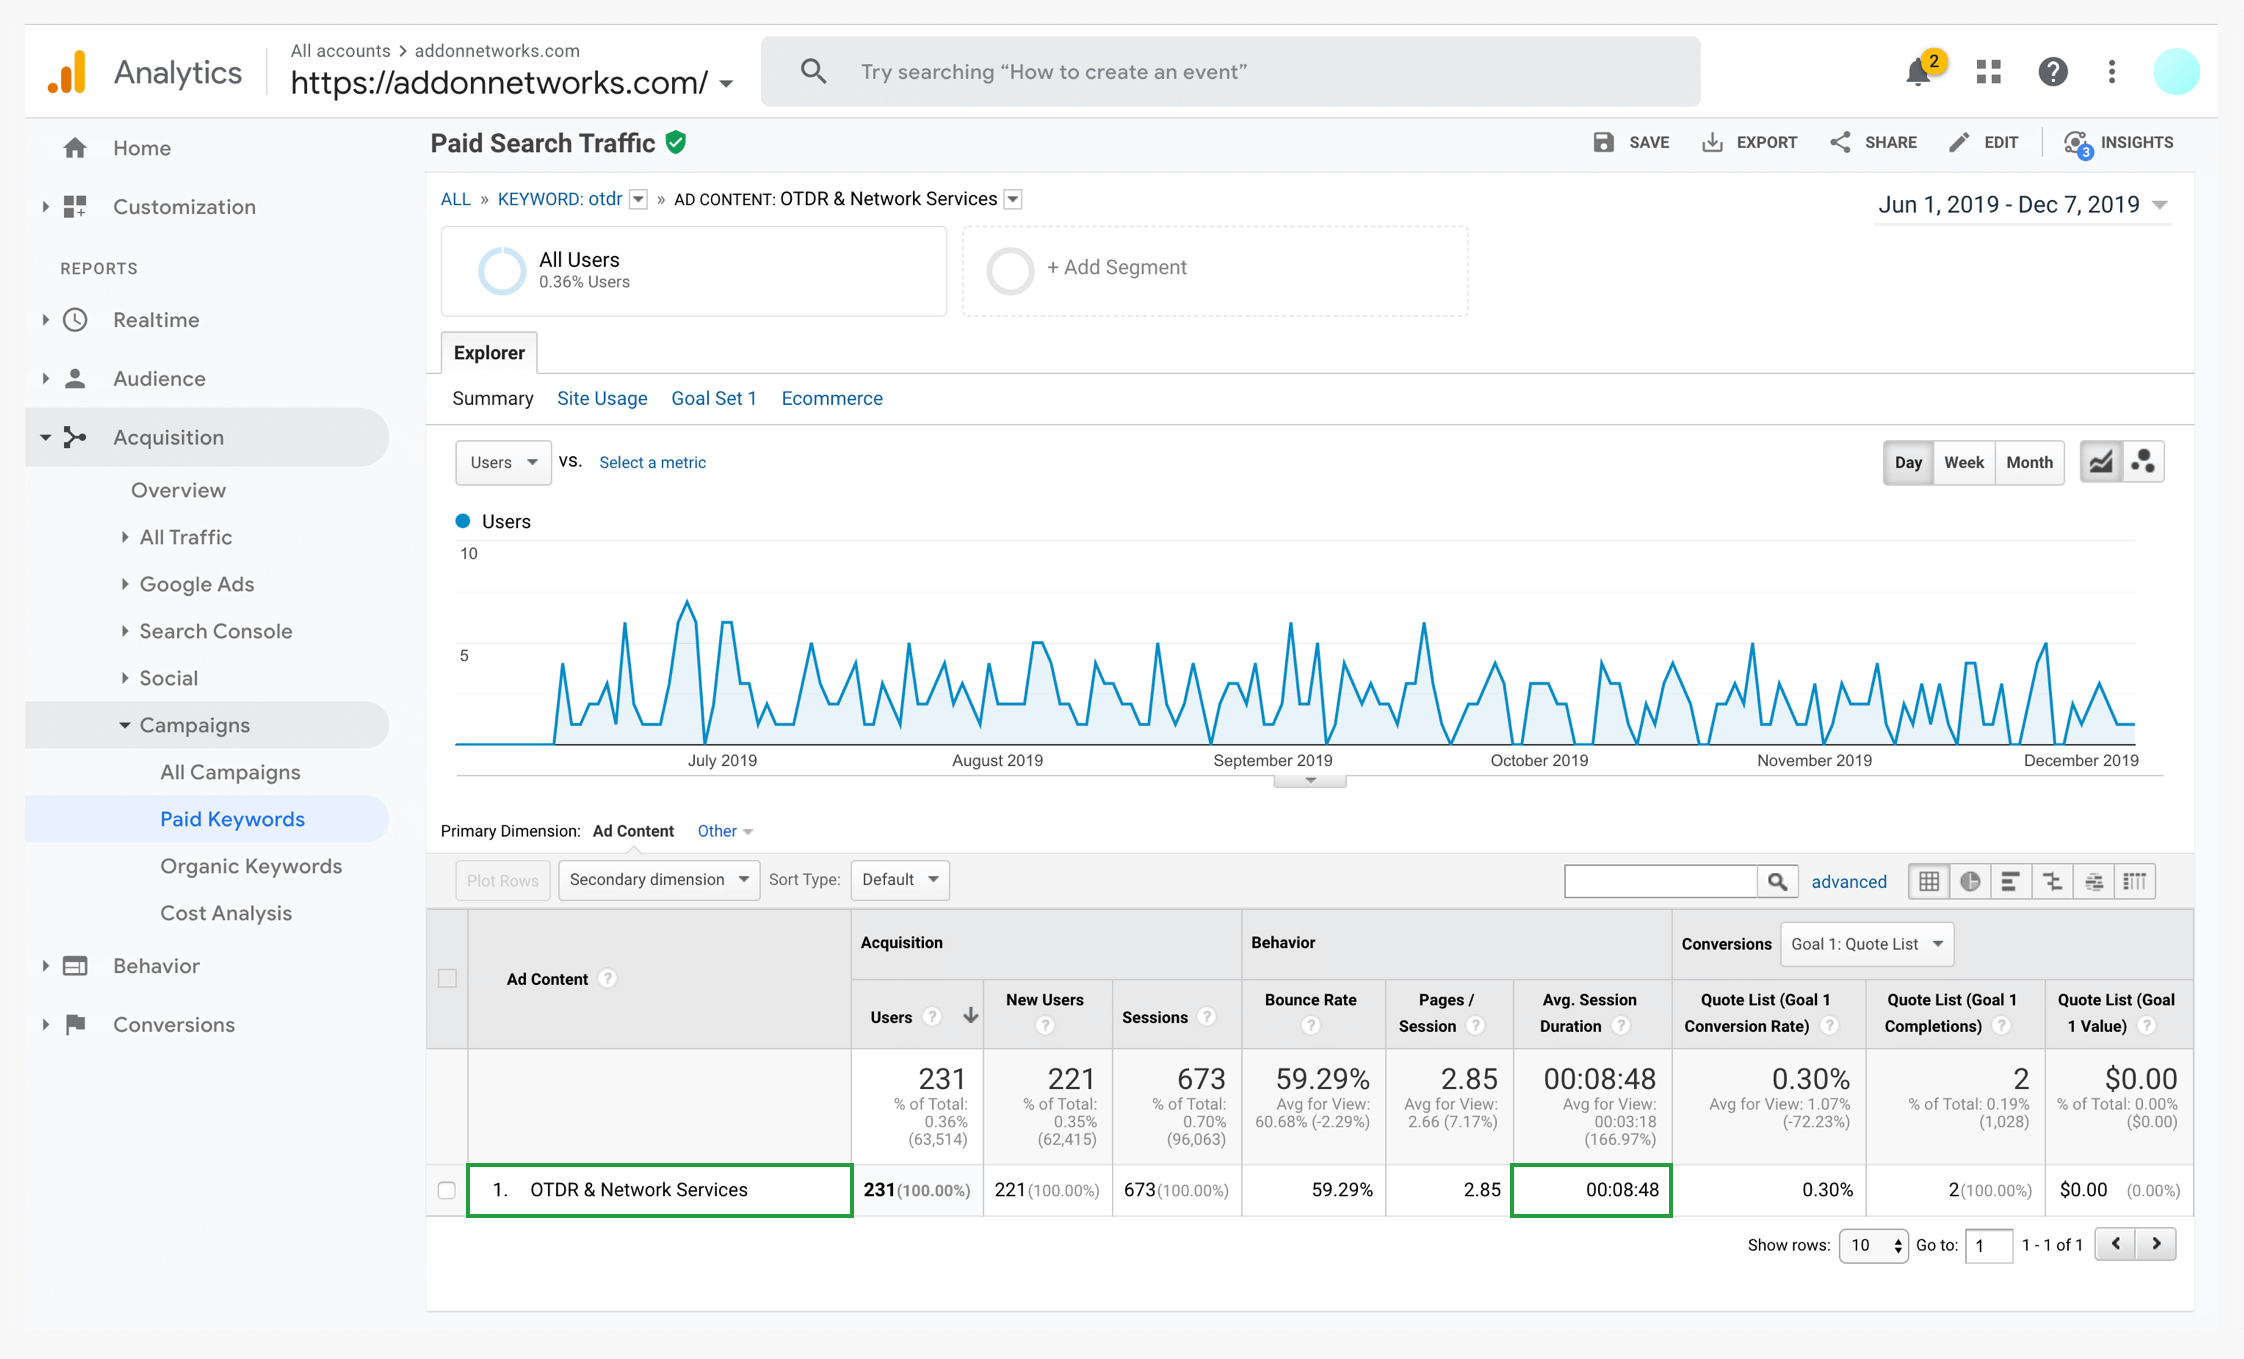 Analytics
All accounts > addonnetworks.com
https://addonnetworks.com/
Try searching “How to create an event”
2
Home
Customization
REPORTS
Realtime
Audience
Acquisition
Overview
All Traffic
Google Ads
Search Console
Social
Campaigns
All Campaigns
Paid Keywords
Organic Keywords
Cost Analysis
Behavior
Conversions
Paid Search Traffic
SAVE EXPORT SHARE EDIT 3 INSIGHTS
ALL » KEYWORD: otdr » AD CONTENT: OTDR & Network Services
Jun 1, 2019 - Dec 7, 2019
All Users
0.36% Users
+ Add Segment
Explorer
Summary Site Usage Goal Set 1 Ecommerce
Users VS. Select a metric
Day Week Month
Users
10
5
July 2019 August 2019 September 2019 October 2019 November 2019 December 2019
Primary Dimension: Ad Content Other
Plot Rows Secondary dimension Sort Type: Default advanced
Ad Content ?
Acquisition Behavior Conversions Goal 1: Quote List
Users ? New Users ? Sessions ? Bounce Rate ? Pages / Session ? Avg. Session Duration ? Quote List (Goal 1 Conversion Rate) ? Quote List (Goal 1 Completions) ? Quote List (Goal 1 Value) ?
231 221 673 59.29% 2.85 00:08:48 0.30% 2 $0.00
% of Total: 0.36% (63,514) % of Total: 0.35% (62,415) % of Total: 0.70% (96,063) Avg for View: 60.68% (-2.29%) Avg for View: 2.66 (7.17%) Avg for View: 00:03:18 (166.97%) Avg for View: 1.07% (-72.23%) % of Total: 0.19% (1,028) % of Total: 0.00% ($0.00)
1. OTDR & Network Services 231(100.00%) 221(100.00%) 673(100.00%) 59.29% 2.85 00:08:48 0.30% 2(100.00%) $0.00 (0.00%)
Show rows: 10 Go to: 1 1 - 1 of 1